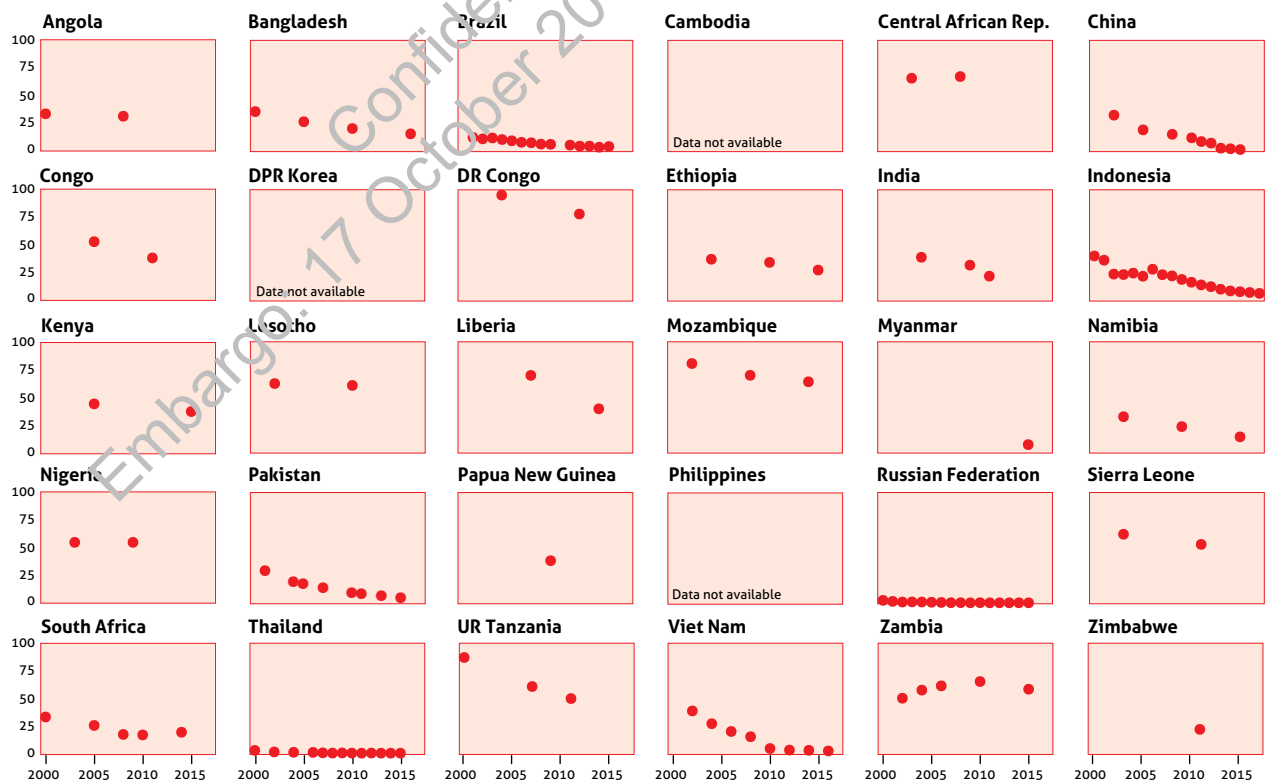 Angola Bangladesh Brazil Cambodia Central African Rep. China
100
75
50
25
0
Data not available
Congo DPR Korea DR Congo Ethiopia India Indonesia
100
75
50
25
0
Data not available
Kenya Lesotho Liberia Mozambique Myanmar Namibia
100
75
50
25
0
Nigeria Pakistan Papua New Guinea Philippines Russian Federation Sierra Leone
100
75
50
25
0
Data not available
South Africa Thailand UR Tanzania Viet Nam Zambia Zimbabwe
100
75
50
25
0
2000 2005 2010 2015 2000 2005 2010 2015 2000 2005 2010 2015 2000 2005 2010 2015 2000 2005 2010 2015 2000 2005 2010 2015
Embargo: 17 October 20